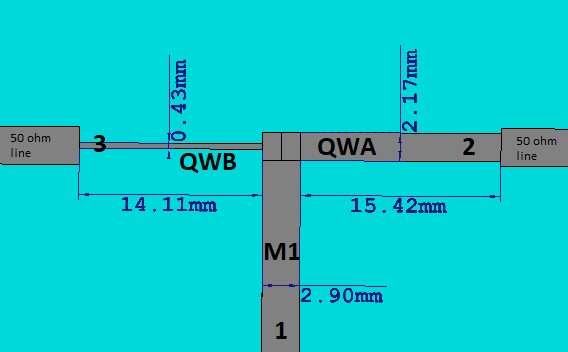 0.43mm
2.17mm
50 ohm
line
3
QWB
QWA
2
50 ohm
line
14.11mm
15.42mm
M1
2.90mm
1